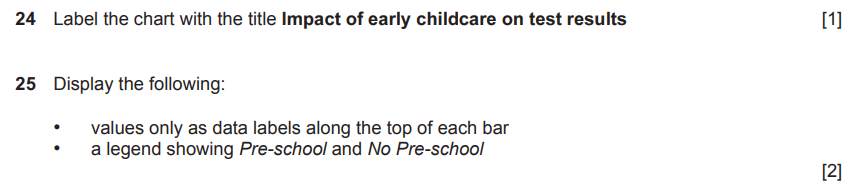 24 Label the chart with the title Impact of early childcare on test results [1]
25 Display the following:
• values only as data labels along the top of each bar
• a legend showing Pre-school and No Pre-school
[2]